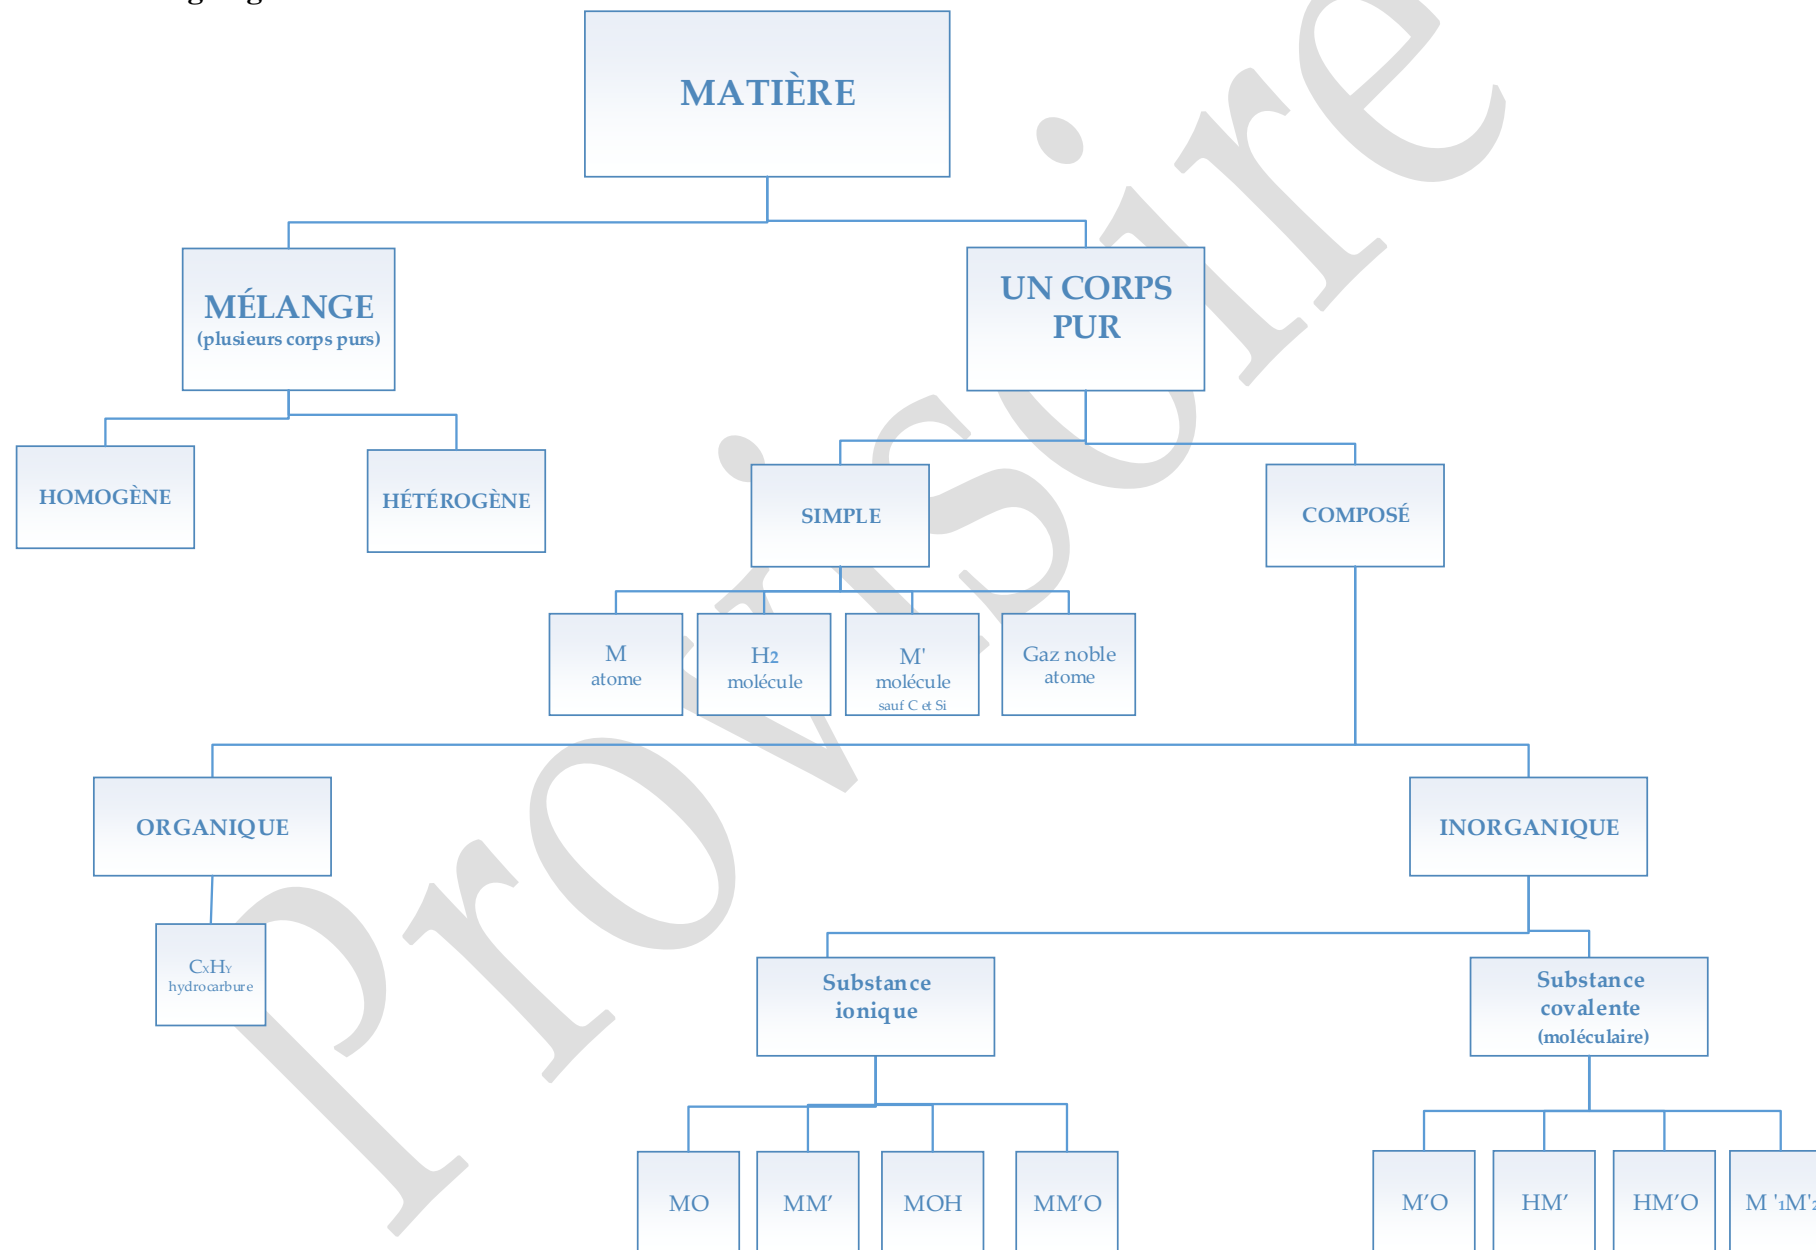 MATIÈRE
MÉLANGE
(plusieurs corps purs)
UN CORPS
PUR
HOMOGÈNE
HÉTÉROGÈNE
SIMPLE
COMPOSÉ
M
atome
H2
molécule
M'
molécule
sauf C et Si
Gaz noble
atome
ORGANIQUE
INORGANIQUE
CXHY
hydrocarbure
Substance
ionique
Substance
covalente
(moléculaire)
MO
MM’
MOH
MM’O
M’O
HM’
HM’O
M '1M'2
Provisoire